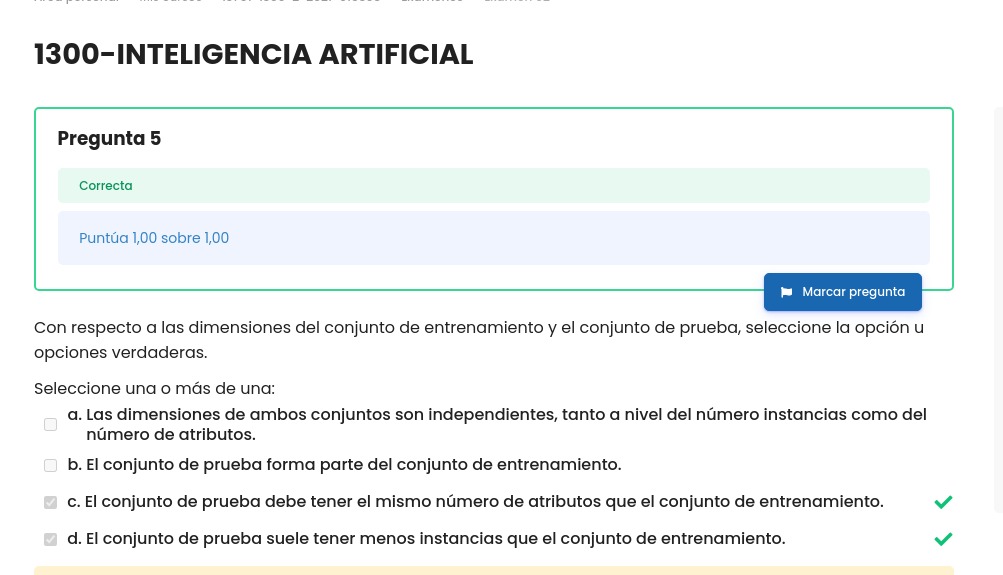 1300-INTELIGENCIA ARTIFICIAL
Pregunta 5
Correcta
Puntúa 1,00 sobre 1,00
Marcar pregunta
Con respecto a las dimensiones del conjunto de entrenamiento y el conjunto de prueba, seleccione la opción u
opciones verdaderas.
Seleccione una o más de una:
a. Las dimensiones de ambos conjuntos son independientes, tanto a nivel del número instancias como del
número de atributos.
b. El conjunto de prueba forma parte del conjunto de entrenamiento.
c. El conjunto de prueba debe tener el mismo número de atributos que el conjunto de entrenamiento.
d. El conjunto de prueba suele tener menos instancias que el conjunto de entrenamiento.